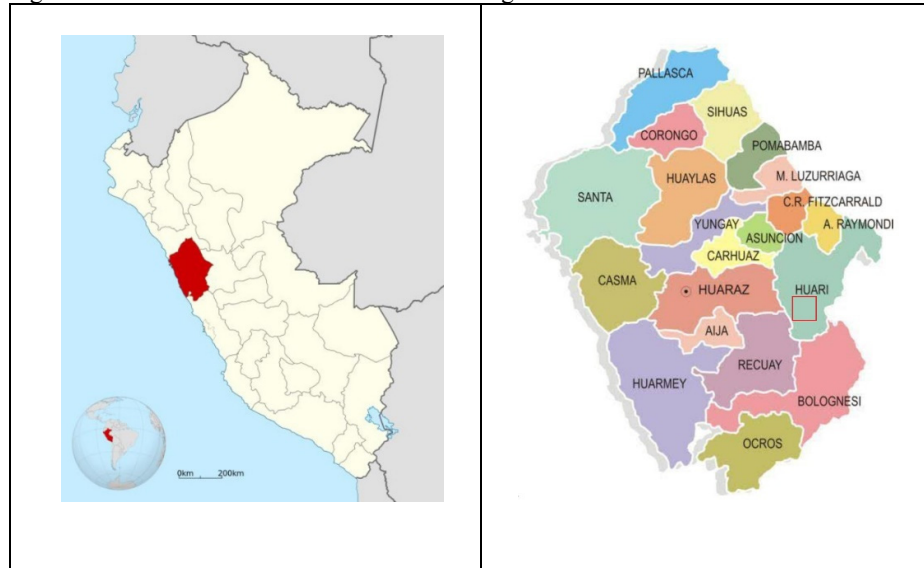 0km 200km
PALLASCA
SIHUAS
CORONGO
POMABAMBA
HUAYLAS
M. LUZURRIAGA
SANTA
C.R. FITZCARRALD
YUNGAY
A. RAYMONDI
ASUNCION
CARHUAZ
CASMA
HUARI
HUARAZ
AIJA
RECUAY
HUARMEY
BOLOGNESI
OCROS